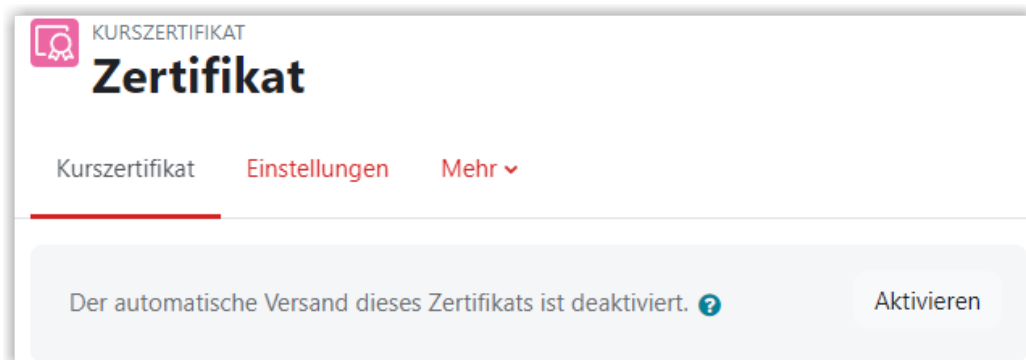 KURSZERTIFIKAT
Zertifikat
Kurszertifikat Einstellungen Mehr
Der automatische Versand dieses Zertifikats ist deaktiviert. ? Aktivieren